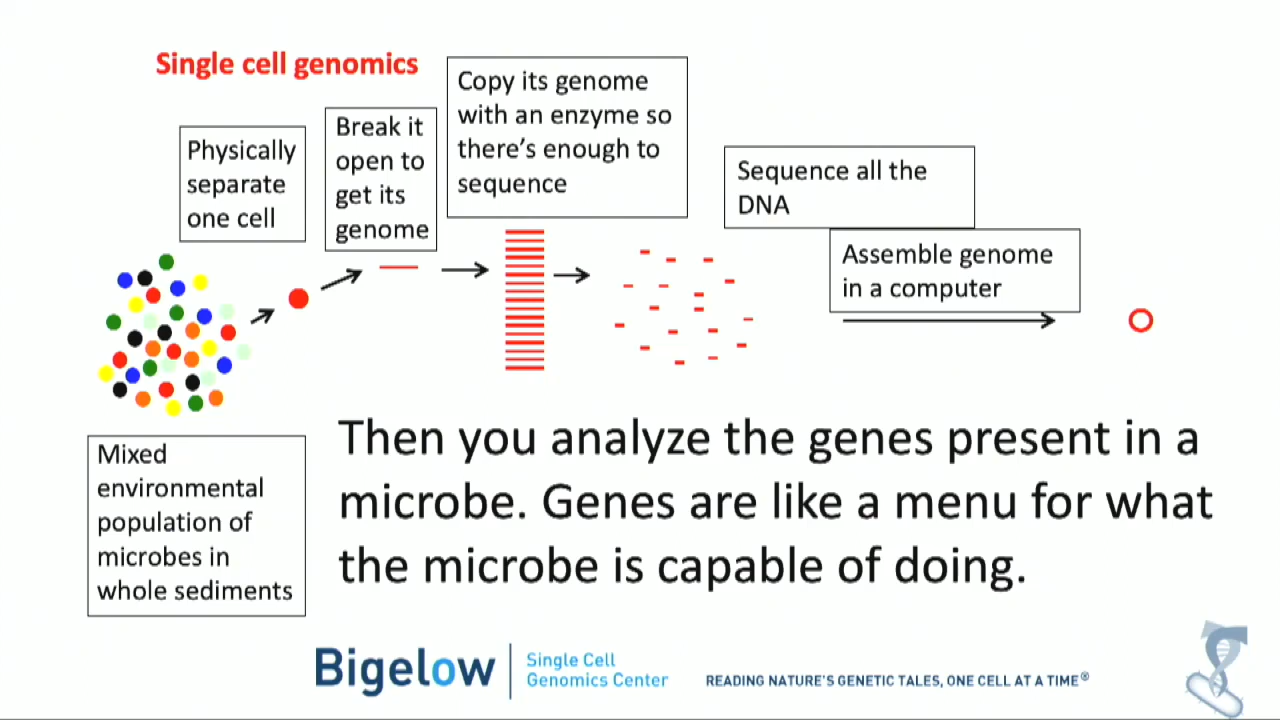 Single cell genomics
Physically
separate
one cell
Break it
open to
get its
genome
Copy its genome
with an enzyme so
there's enough to
sequence
Sequence all the
DNA
Assemble genome
in a computer
Mixed
environmental
population of
microbes in
whole sediments
Then you analyze the genes present in a
microbe. Genes are like a menu for what
the microbe is capable of doing.
Bigelow
Single Cell
Genomics Center
READING NATURE'S GENETIC TALES, ONE CELL AT A TIME®